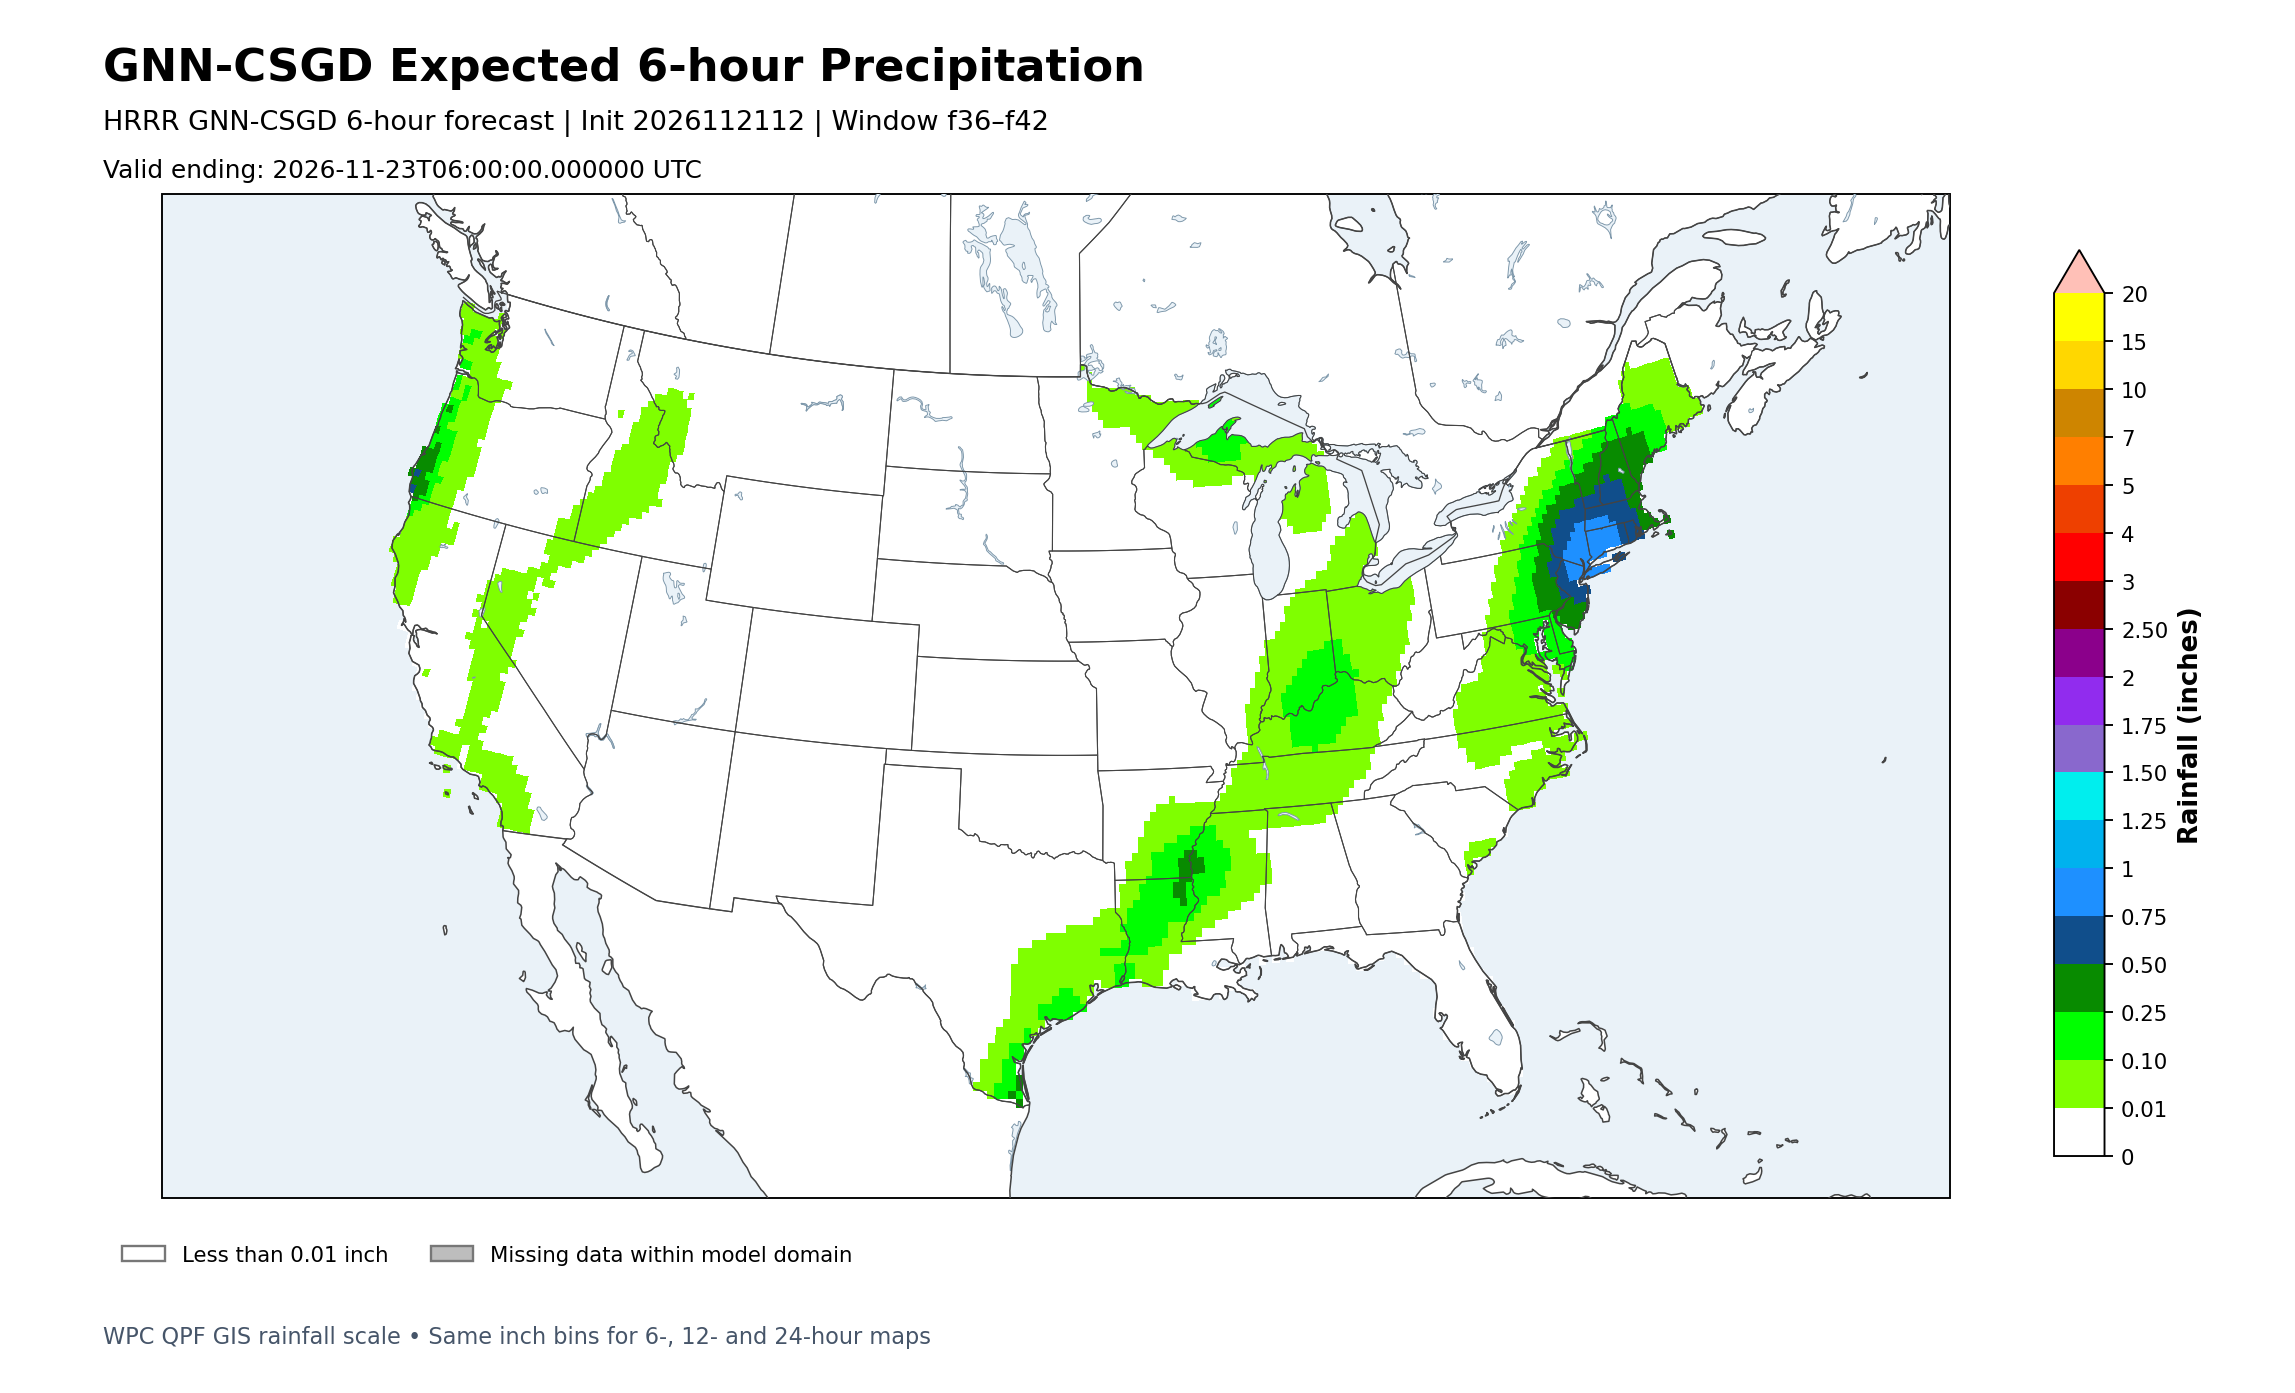 GNN-CSGD Expected 6-hour Precipitation
HRRR GNN-CSGD 6-hour forecast | Init 2026112112 | Window f36–f42
Valid ending: 2026-11-23T06:00:00.000000 UTC
20
15
10
7
5
4
3
2.50
2
1.75
1.50
1.25
1
0.75
0.50
0.25
0.10
0.01
0
Rainfall (inches)
Less than 0.01 inch
Missing data within model domain
WPC QPF GIS rainfall scale • Same inch bins for 6-, 12- and 24-hour maps